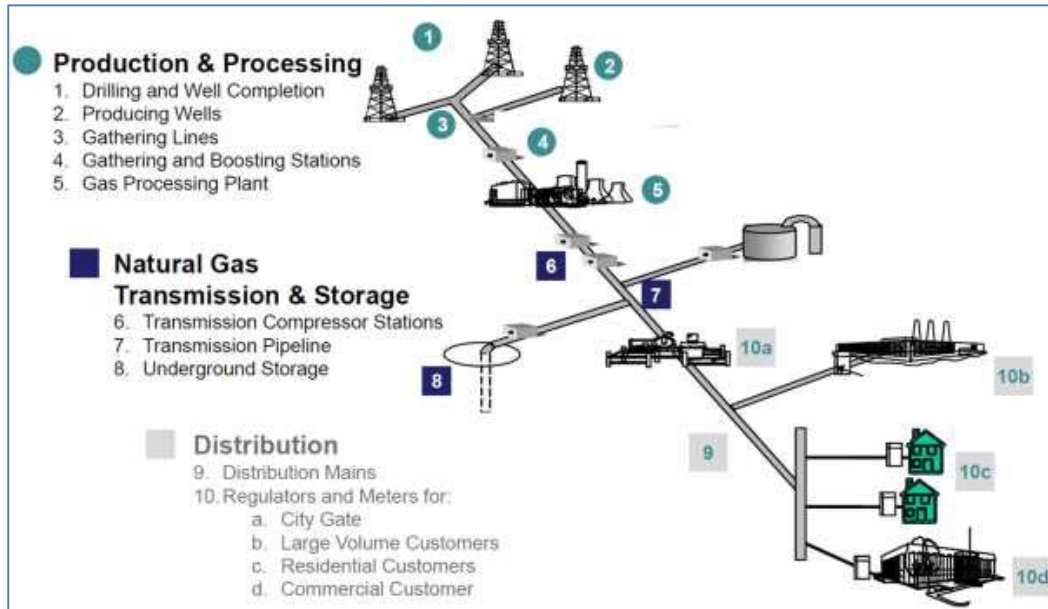 Production & Processing
1. Drilling and Well Completion
2. Producing Wells
3. Gathering Lines
4. Gathering and Boosting Stations
5. Gas Processing Plant
Natural Gas
Transmission & Storage
6. Transmission Compressor Stations
7. Transmission Pipeline
8. Underground Storage
Distribution
9. Distribution Mains
10. Regulators and Meters for:
a. City Gate
b. Large Volume Customers
c. Residential Customers
d. Commercial Customer
1
2
3
4
5
6
7
8
10a
10b
9
10c
10d